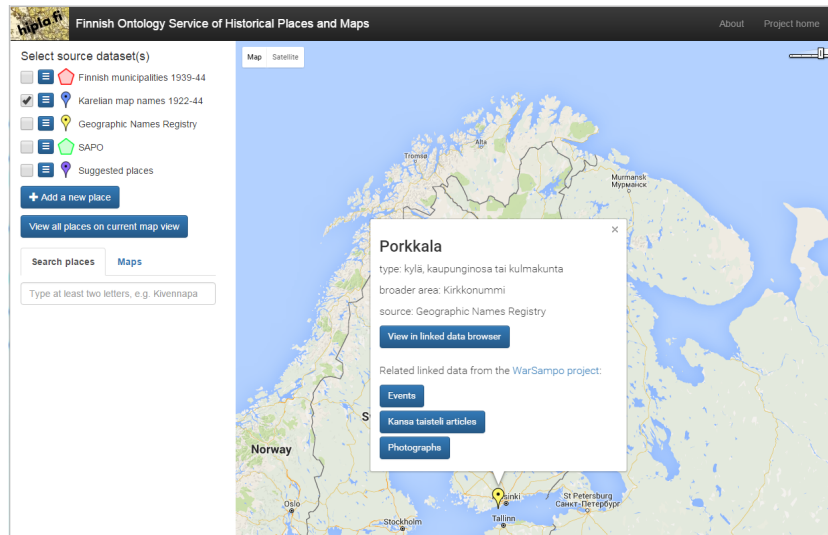 hipla.fi
Finnish Ontology Service of Historical Places and Maps
About
Project home
Select source dataset(s)
Finnish municipalities 1939-44
Karelian map names 1922-44
Geographic Names Registry
SAPO
Suggested places
+ Add a new place
View all places on current map view
Search places
Maps
Type at least two letters, e.g. Kivennapa
Map
Satellite
Alta
Tromsø
Murmansk
Мурманск
Porkkala
×
type: kylä, kaupunginosa tai kulmakunta
broader area: Kirkkonummi
source: Geographic Names Registry
View in linked data browser
Related linked data from the WarSampo project:
Events
Kansa taisteli articles
Photographs
S
Norway
Oslo
sinki
St Petersburg
Санкт-Петербург
Stockholm
Tallinn